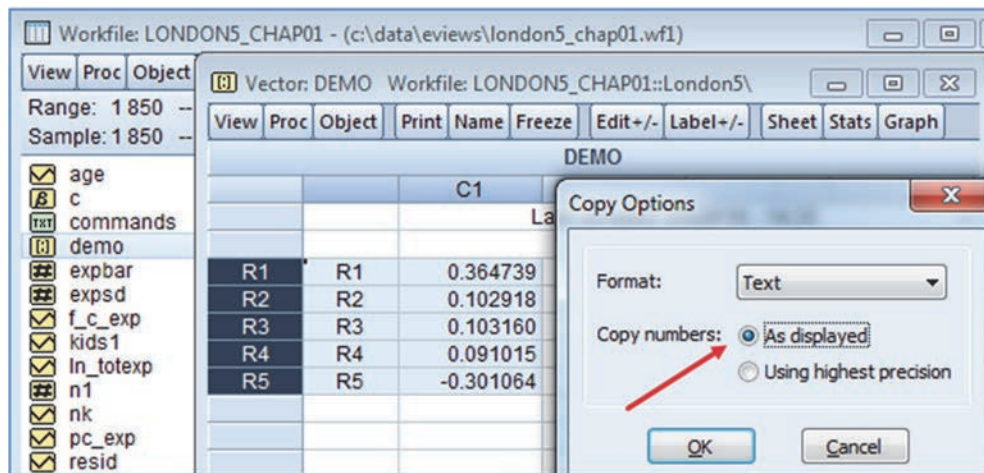 Workfile: LONDON5_CHAP01 - (c:\data\eviews\london5_chap01.wf1)
View Proc Object
Range: 1 850 --
Sample: 1 850 --
age
c
commands
demo
expbar
expsd
f_c_exp
kids1
ln_totexp
n1
nk
pc_exp
resid
Vector: DEMO Workfile: LONDON5_CHAP01::London5\
View Proc Object Print Name Freeze Edit+/- Label+/- Sheet Stats Graph
DEMO
C1
La
R1 R1 0.364739
R2 R2 0.102918
R3 R3 0.103160
R4 R4 0.091015
R5 R5 -0.301064
Copy Options
Format: Text
Copy numbers: As displayed
Using highest precision
OK Cancel